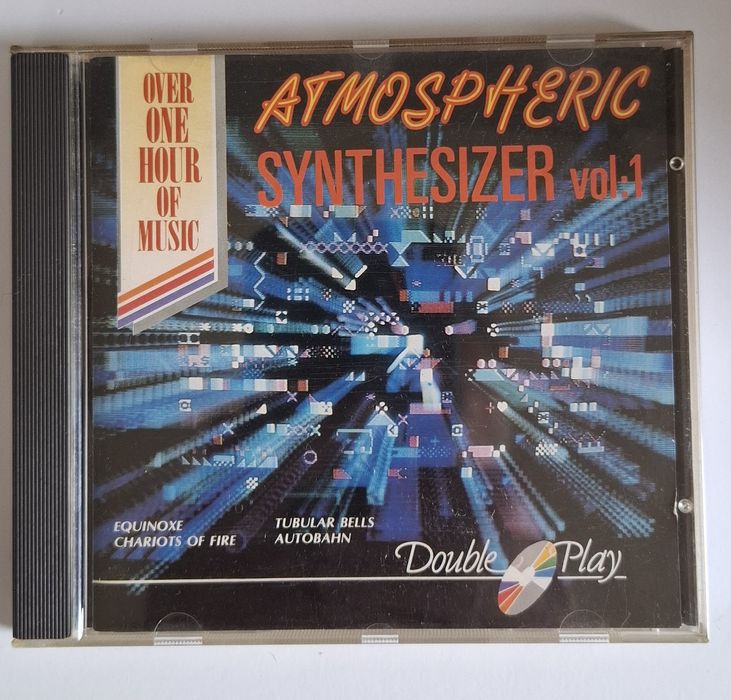 OVER
ONE
HOUR
OF
MUSIC
ATMOSPHERIC
SYNTHESIZER vol:1
EQUINOXE
CHARIOTS OF FIRE
TUBULAR BELLS
AUTOBAHN
Double Play